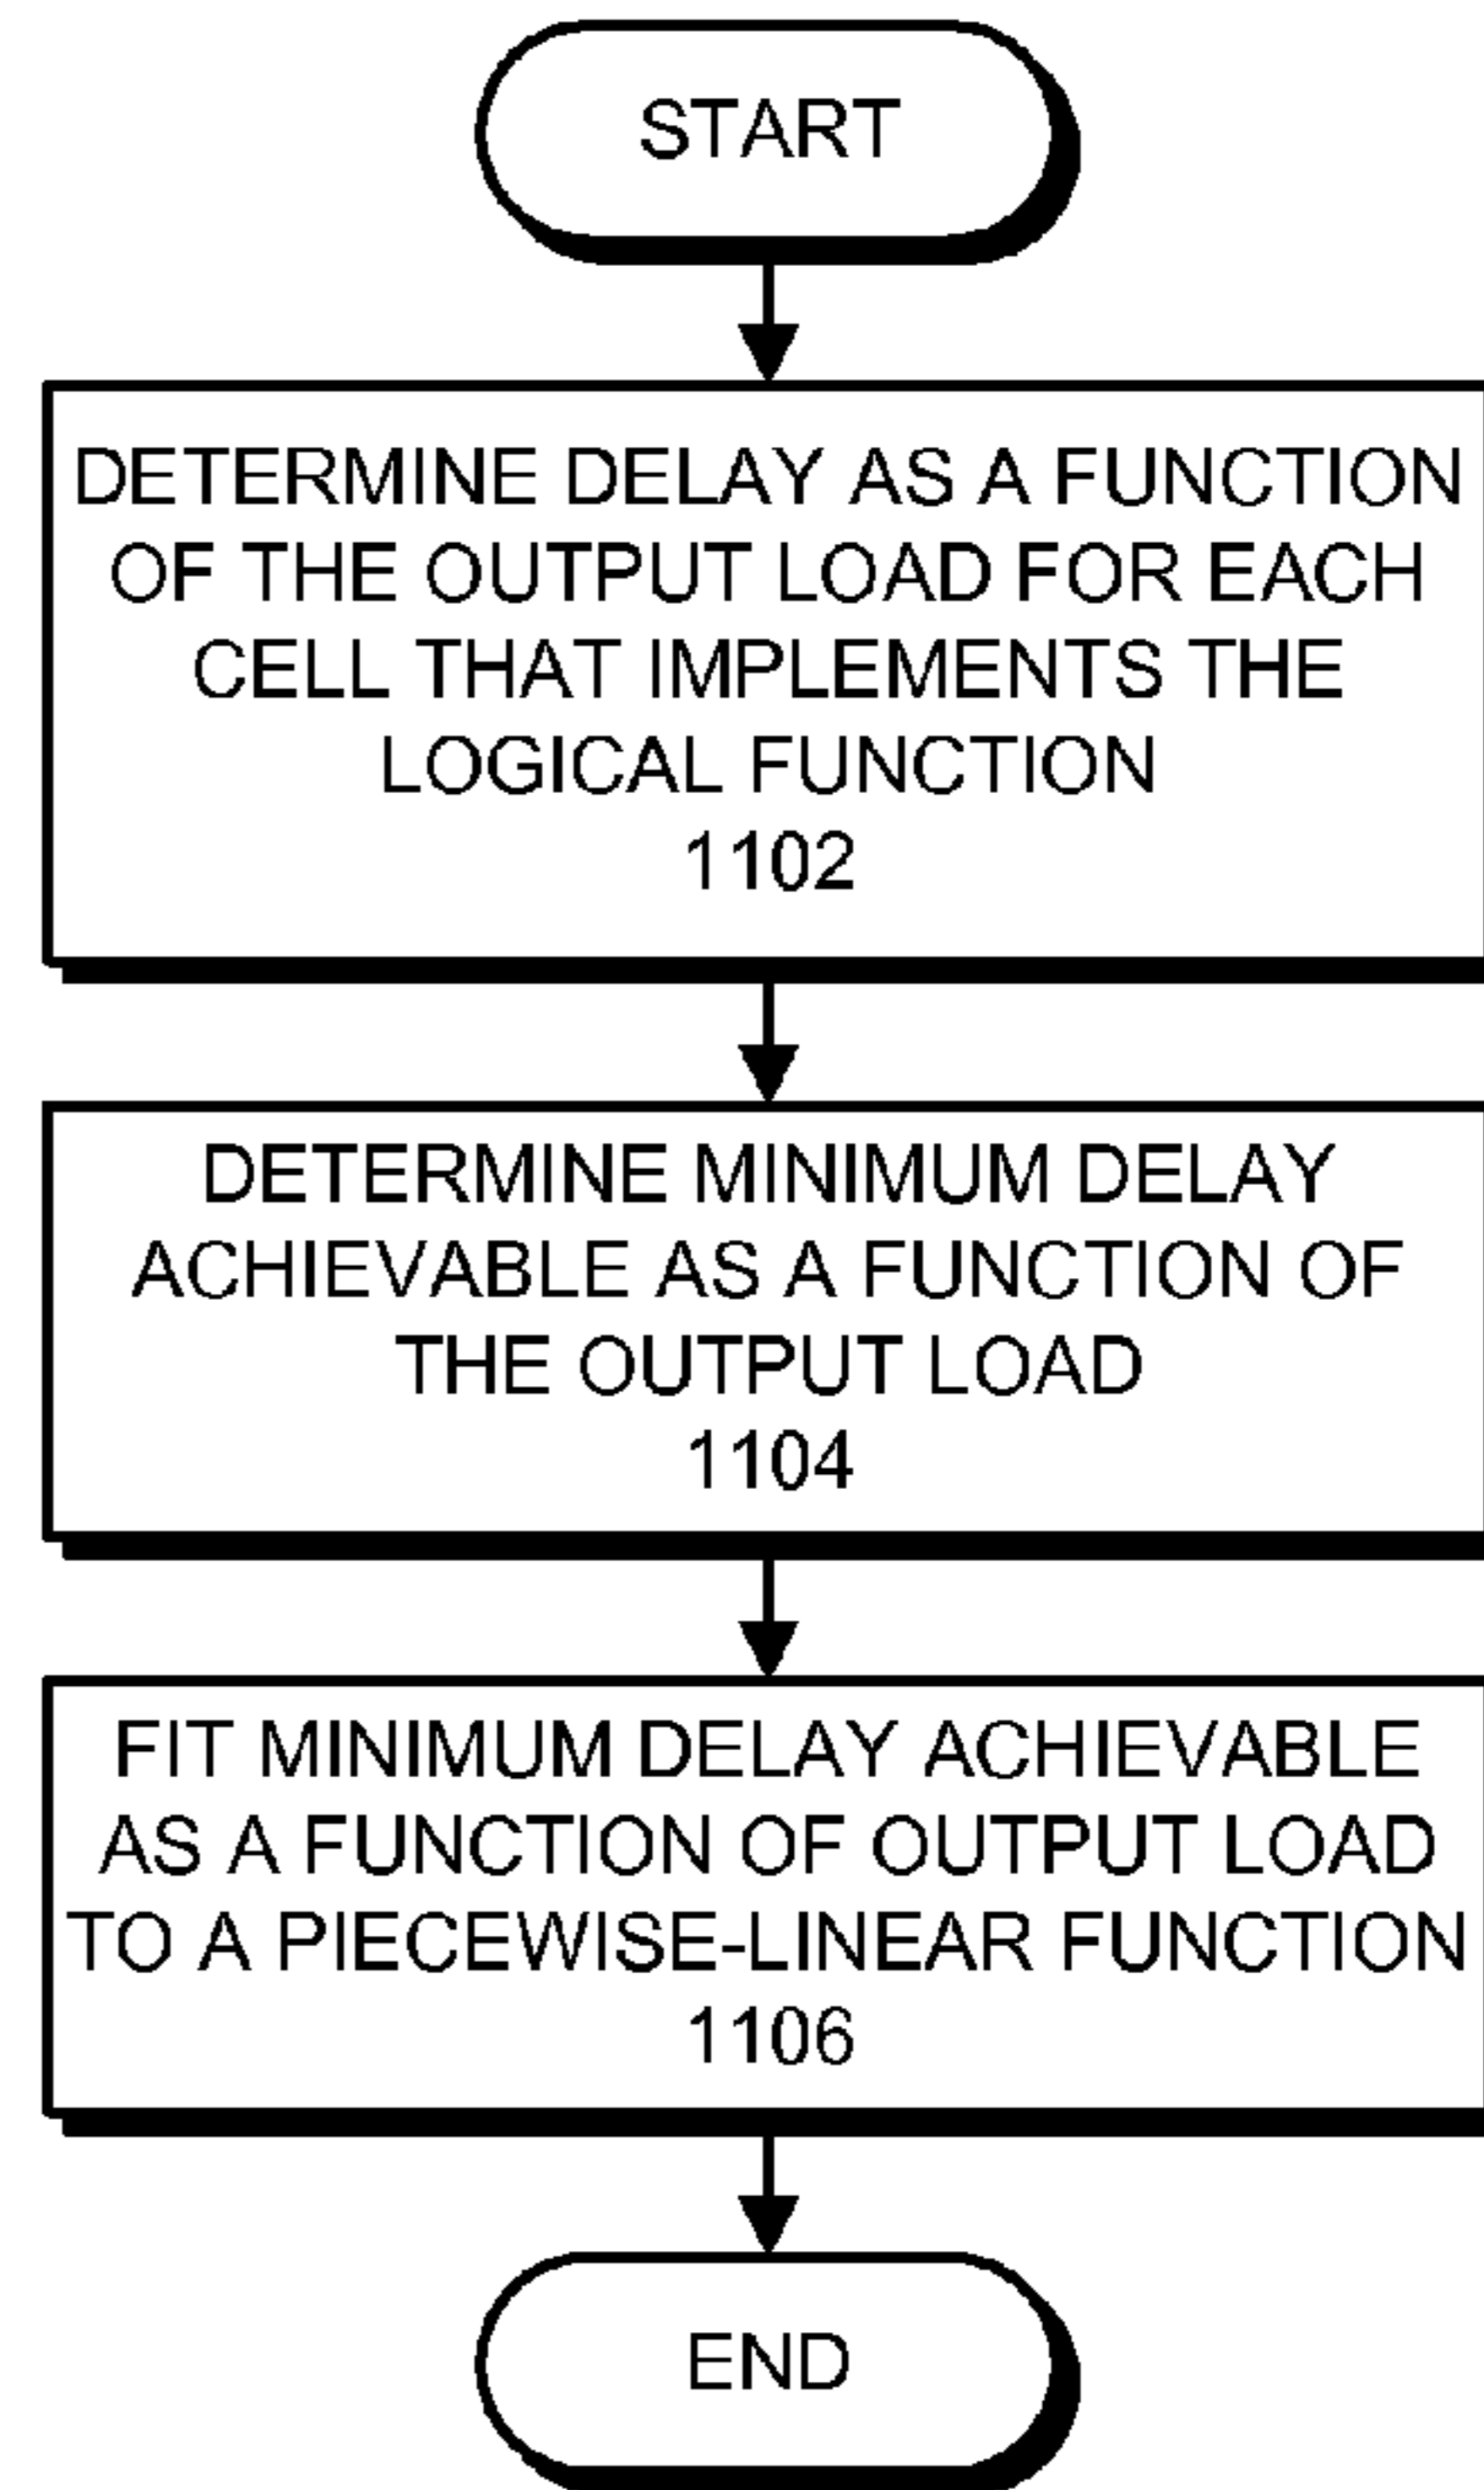 START
DETERMINE DELAY AS A FUNCTION
OF THE OUTPUT LOAD FOR EACH
CELL THAT IMPLEMENTS THE
LOGICAL FUNCTION
1102
DETERMINE MINIMUM DELAY
ACHIEVABLE AS A FUNCTION OF
THE OUTPUT LOAD
1104
FIT MINIMUM DELAY ACHIEVABLE
AS A FUNCTION OF OUTPUT LOAD
TO A PIECEWISE-LINEAR FUNCTION
1106
END